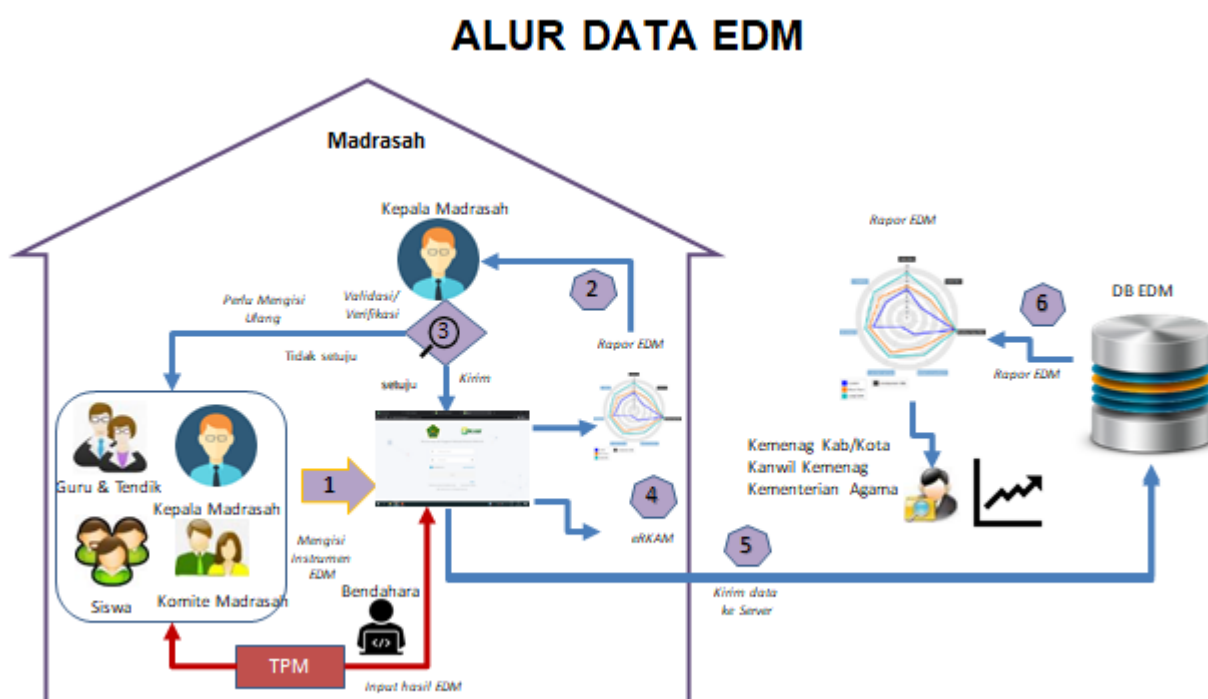 ALUR DATA EDM
Madrasah
Kepala Madrasah
Rapor EDM
2
6
DB EDM
Perlu Mengisi
Ulang
Validasi/
Verifikasi
3
Rapor EDM
Rapor EDM
Tidak setuju
setuju
Kirim
Kemenag Kab/Kota
Kanwil Kemenag
Kementerian Agama
Guru & Tendik
1
4
Kepala Madrasah
eRKAM
Mengisi
Instrumen
EDM
5
Siswa
Komite Madrasah
Bendahara
Kirim data
ke Server
TPM
Input hasil EDM